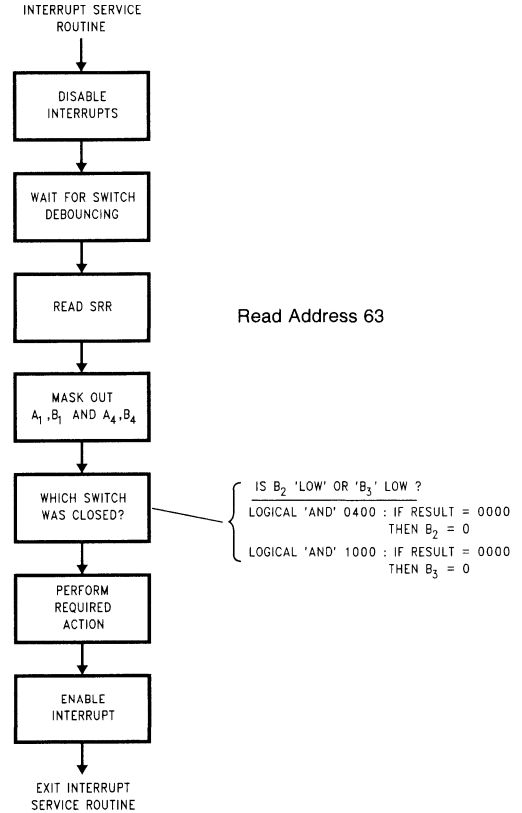 INTERRUPT SERVICE
ROUTINE
DISABLE
INTERRUPTS
WAIT FOR SWITCH
DEBOUNCING
READ SRR
Read Address 63
MASK OUT
A1,B1 AND A4,B4
WHICH SWITCH
WAS CLOSED?
IS B2 'LOW' OR 'B3' LOW ?
LOGICAL 'AND' 0400 : IF RESULT = 0000
THEN B2 = 0
LOGICAL 'AND' 1000 : IF RESULT = 0000
THEN B3 = 0
PERFORM
REQUIRED
ACTION
ENABLE
INTERRUPT
EXIT INTERRUPT
SERVICE ROUTINE